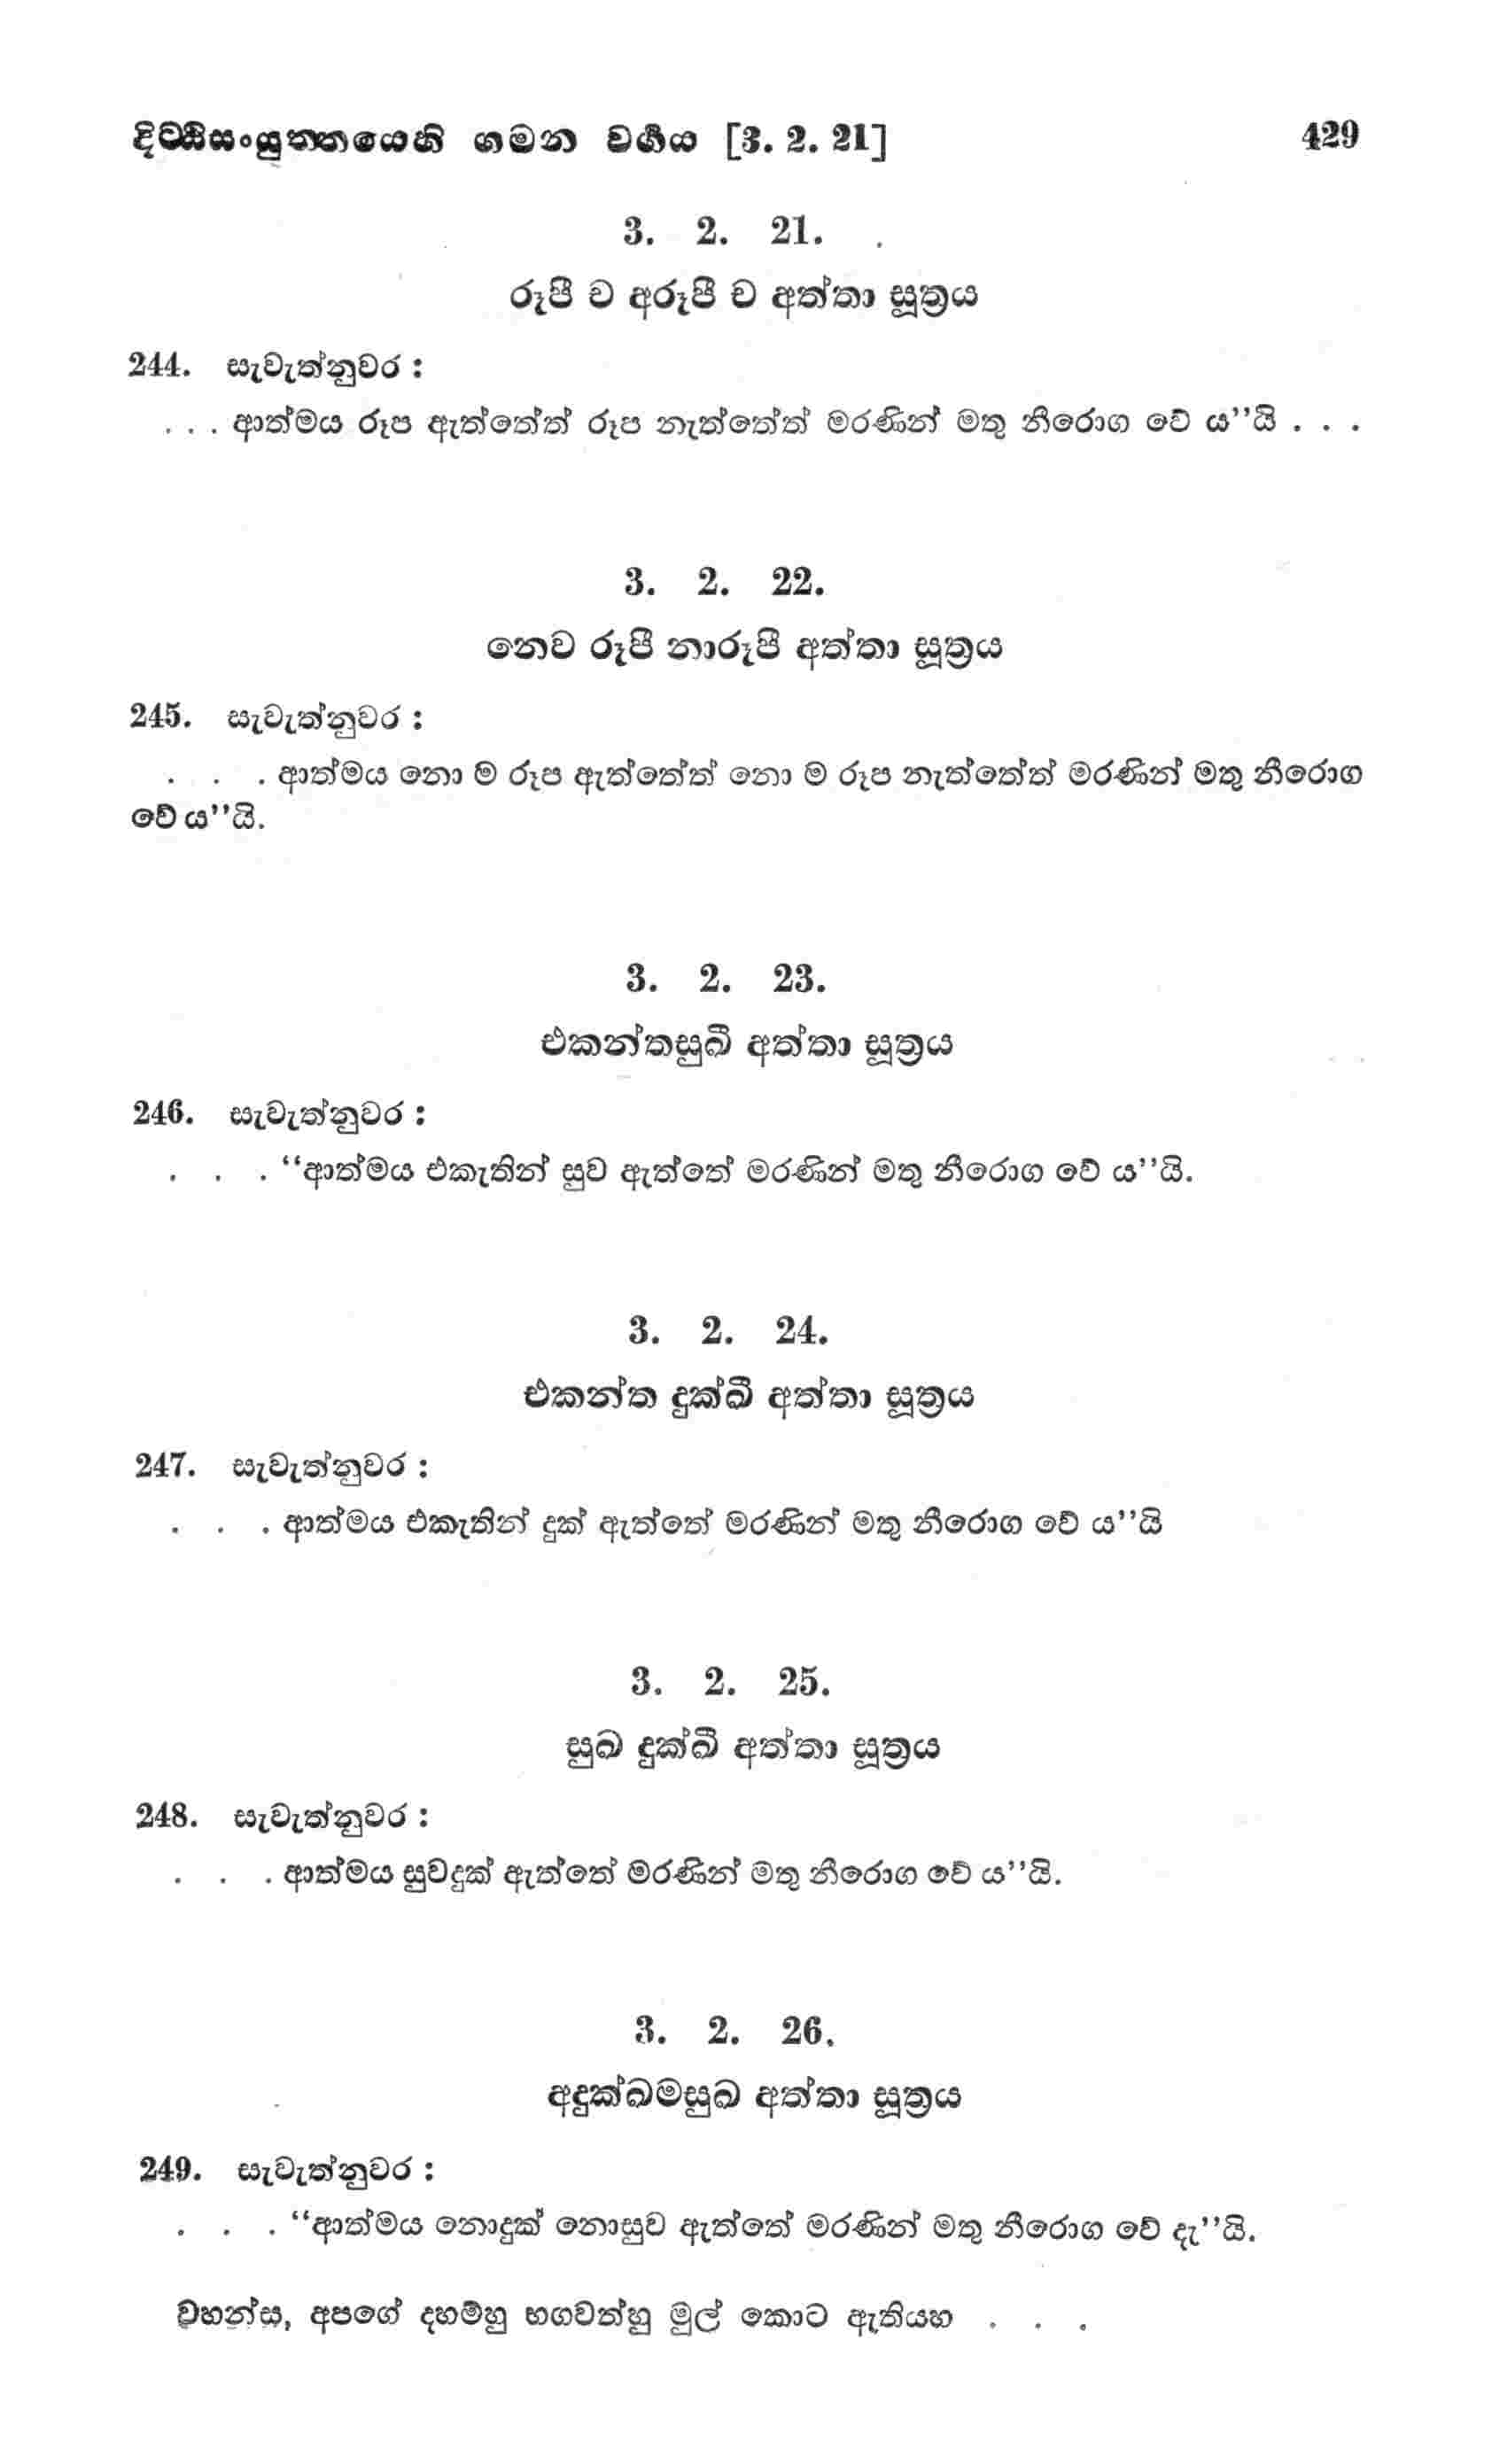 දිට්ඨිසංයුත්තයෙහි ගමන වර්‍ගය [3. 2. 21] 429
3. 2. 21.
රූපී ච අරූපී ච අත්තා සූත්‍රය
244. සැවැත්නුවර :
. . . ආත්මය රූප ඇත්තේත් රූප නැත්තේත් මරණින් මතු නීරොග වේ ය’’යි . . .
3. 2. 22.
නෙව රූපී නාරූපී අත්තා සූත්‍රය
245. සැවැත්නුවර :
. . . ආත්මය නො ම රූප ඇත්තේත් නො ම රූප නැත්තේත් මරණින් මතු නීරොග
වේ ය’’යි.
3. 2. 23.
එකන්තසුඛී අත්තා සූත්‍රය
246. සැවැත්නුවර :
. . . ‘‘ආත්මය එකැතින් සුව ඇත්තේ මරණින් මතු නීරොග වේ ය’’යි.
3. 2. 24.
එකන්ත දුක්ඛී අත්තා සූත්‍රය
247. සැවැත්නුවර :
. . . ආත්මය එකැතින් දුක් ඇත්තේ මරණින් මතු නීරොග වේ ය’’යි
3. 2. 25.
සුඛ දුක්ඛී අත්තා සූත්‍රය
248. සැවැත්නුවර :
. . . ආත්මය සුවදුක් ඇත්තේ මරණින් මතු නීරොග වේ ය’’යි.
3. 2. 26.
අදුක්ඛමසුඛ අත්තා සූත්‍රය
249. සැවැත්නුවර :
. . . ‘‘ආත්මය නොදුක් නොසුව ඇත්තේ මරණින් මතු නීරොග වේ දැ’’යි.
වහන්ස, අපගේ දහම්හු භගවත්හු මුල් කොට ඇතියහ . . .